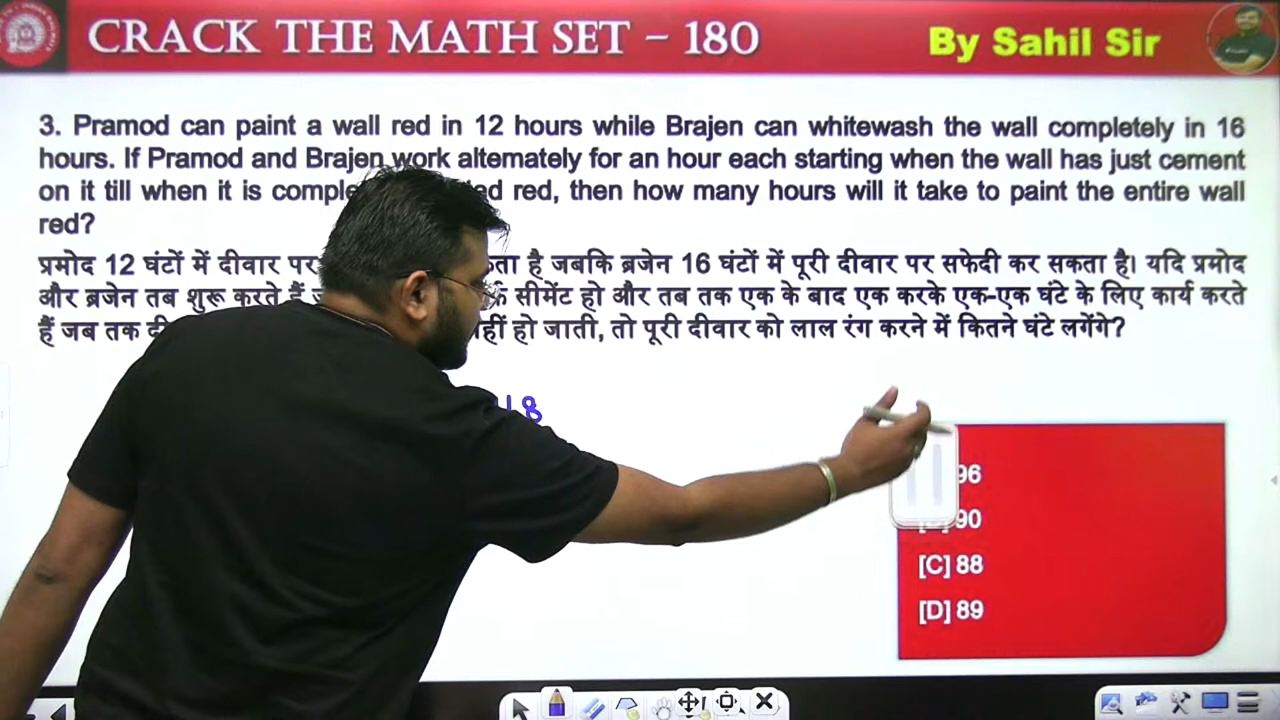 CRACK THE MATH SET – 180
By Sahil Sir
3. Pramod can paint a wall red in 12 hours while Brajen can whitewash the wall completely in 16
hours. If Pramod and Brajen work alternately for an hour each starting when the wall has just cement
on it till when it is red, then how many hours will it take to paint the entire wall
red?
प्रमोद 12 घंटों में दीवार पर है जबकि ब्रजेन 16 घंटों में पूरी दीवार पर सफेदी कर सकता है। यदि प्रमोद
और ब्रजेन तब शुरू करते हैं सीमेंट हो और तब तक एक के बाद एक करके एक-एक घंटे के लिए कार्य करते
हैं जब तक हो जाती, तो पूरी दीवार को लाल रंग करने में कितने घंटे लगेंगे?
96
90
[C] 88
[D] 89